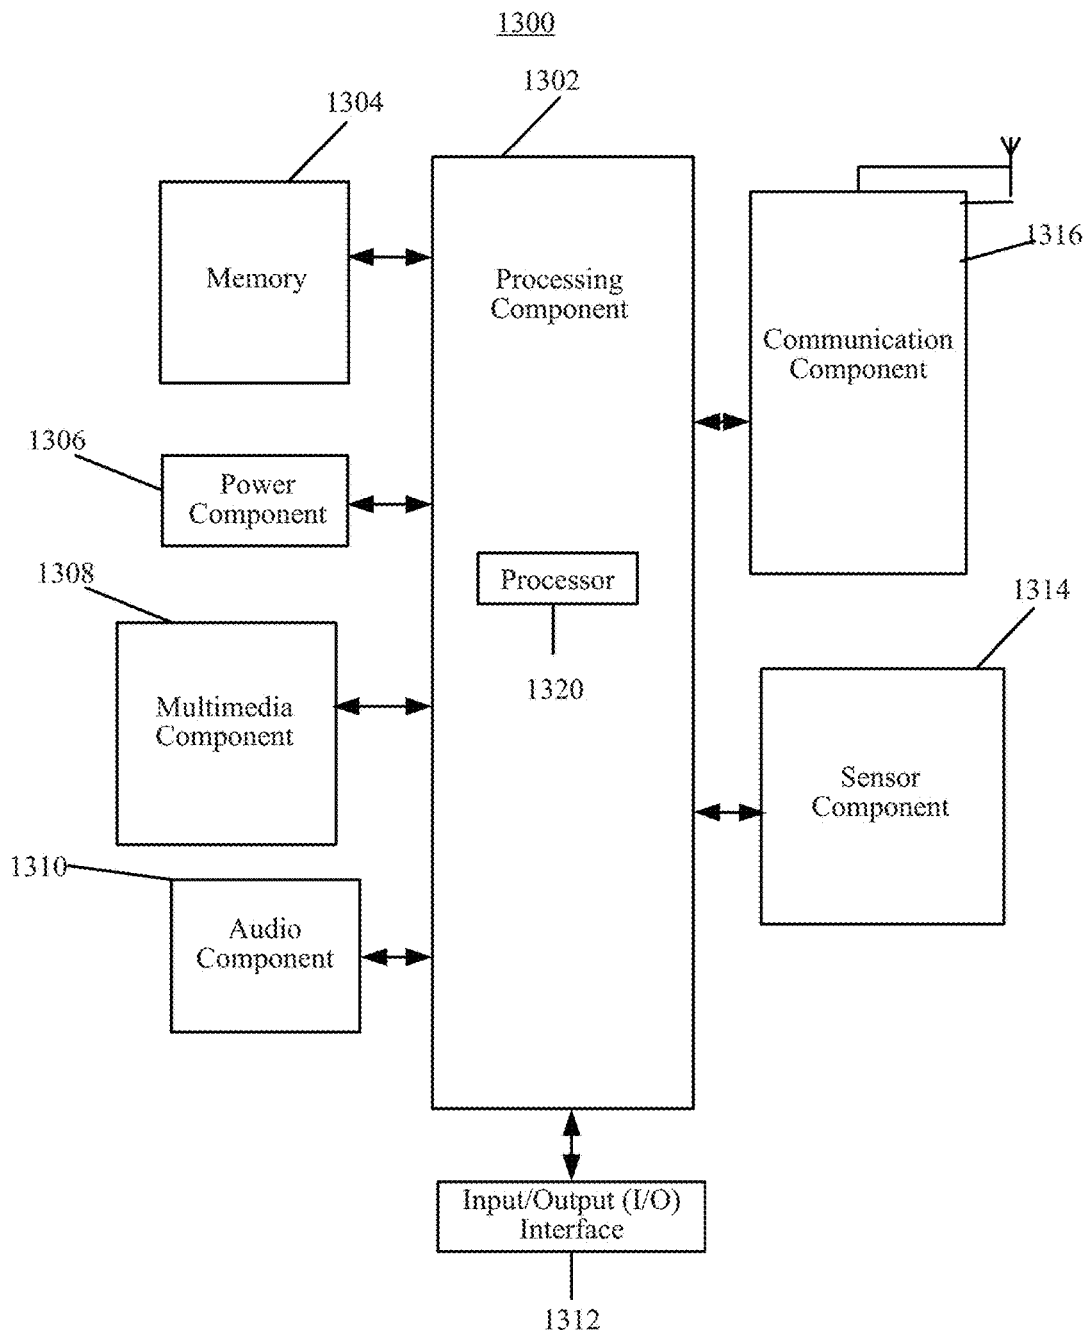 1300
1302
1304
1316
Memory
Processing
Component
Communication
Component
1306
Power
Component
1308
Processor
1320
1314
Multimedia
Component
Sensor
Component
1310
Audio
Component
Input/Output (I/O)
Interface
1312